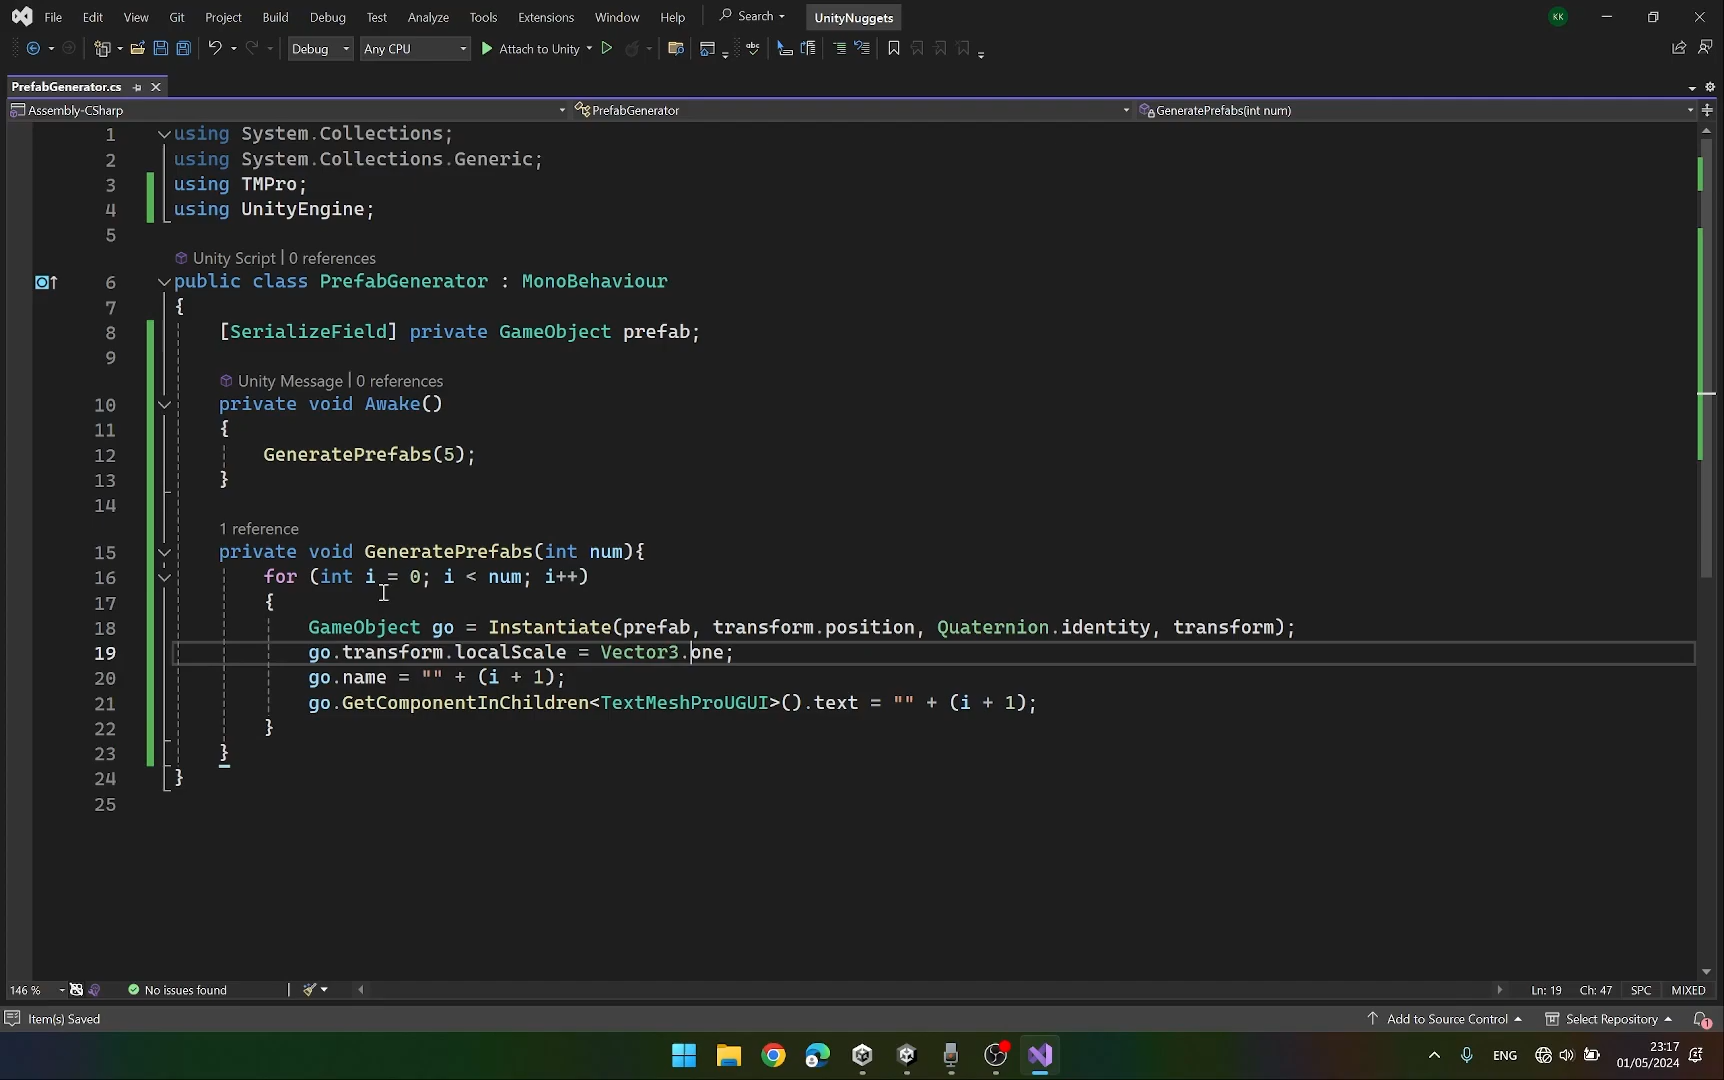 File Edit View Git Project Build Debug Test Analyze Tools Extensions Window Help Search UnityNuggets KK
Debug Any CPU Attach to Unity abc
PrefabGenerator.cs
Assembly-CSharp PrefabGenerator GeneratePrefabs(int num)
1 using System.Collections;
2 using System.Collections.Generic;
3 using TMPro;
4 using UnityEngine;
5
Unity Script | 0 references
6 public class PrefabGenerator : MonoBehaviour
7 {
8 [SerializeField] private GameObject prefab;
9
Unity Message | 0 references
10 private void Awake()
11 {
12 GeneratePrefabs(5);
13 }
14
1 reference
15 private void GeneratePrefabs(int num){
16 for (int i = 0; i < num; i++)
17 {
18 GameObject go = Instantiate(prefab, transform.position, Quaternion.identity, transform);
19 go.transform.localScale = Vector3.one;
20 go.name = "" + (i + 1);
21 go.GetComponentInChildren<TextMeshProUGUI>().text = "" + (i + 1);
22 }
23 }
24 }
25
146 % No issues found Ln: 19 Ch: 47 SPC MIXED
Item(s) Saved Add to Source Control Select Repository 1
ENG 23:17
01/05/2024